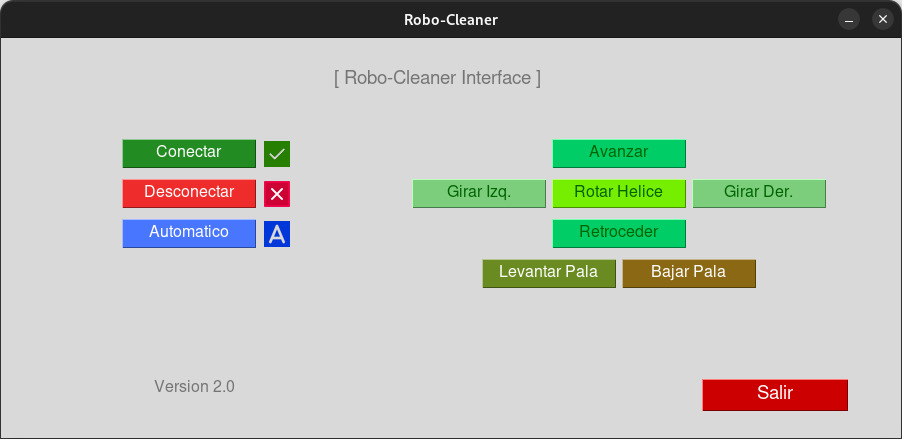 Robo-Cleaner
[ Robo-Cleaner Interface ]
Conectar
Avanzar
Desconectar
Girar Izq.
Rotar Helice
Girar Der.
Automatico
A
Retroceder
Levantar Pala
Bajar Pala
Version 2.0
Salir